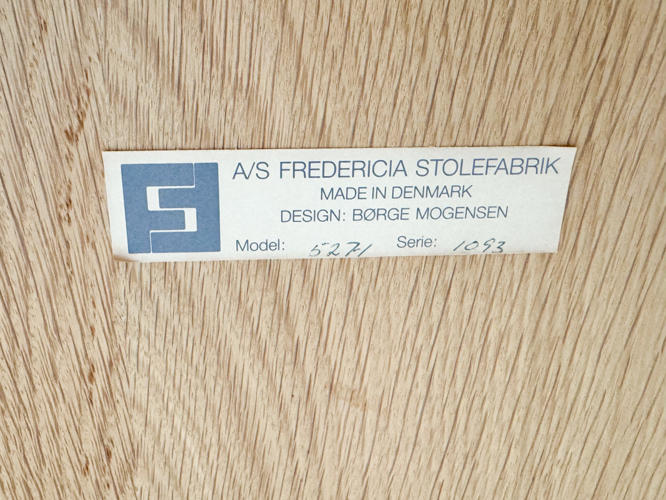 A/S FREDERICIA STOLEFABRIK
MADE IN DENMARK
DESIGN: BØRGE MOGENSEN
Model: 5271 Serie: 1093